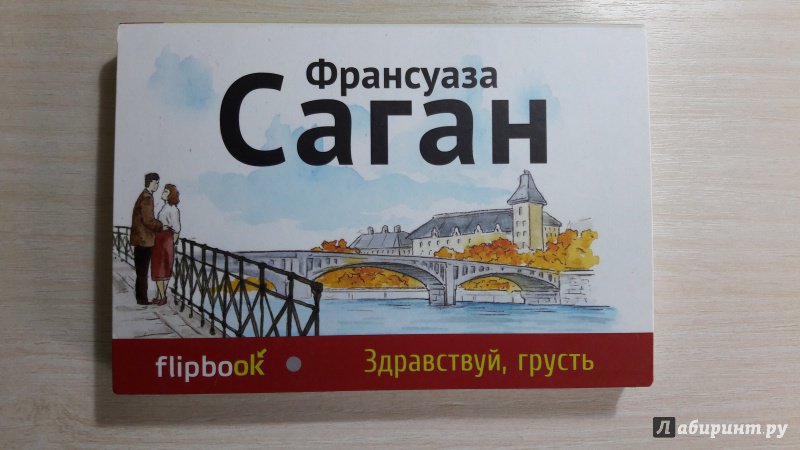 Франсуаза
Саган
flipbook
Здравствуй, грусть
Лабиринт.ру